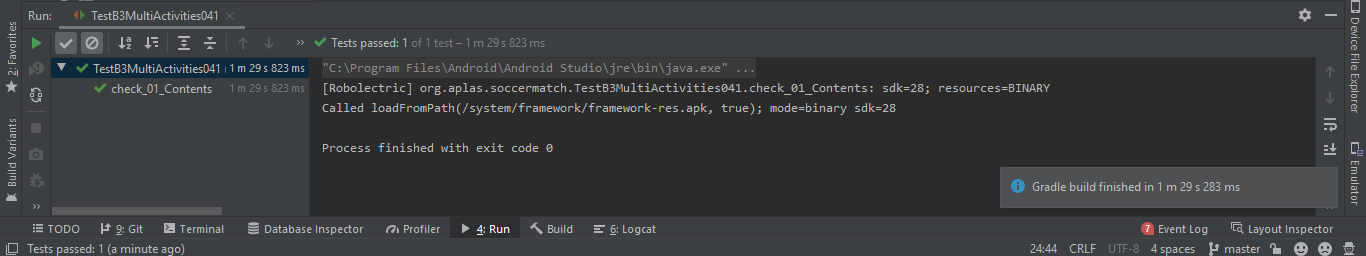 Run: TestB3MultiActivities041
Tests passed: 1 of 1 test – 1 m 29 s 823 ms
TestB3MultiActivities041 1 m 29 s 823 ms
check_01_Contents 1 m 29 s 823 ms
"C:\Program Files\Android\Android Studio\jre\bin\java.exe" ...
[Robolectric] org.aplas.soccermatch.TestB3MultiActivities041.check_01_Contents: sdk=28; resources=BINARY
Called loadFromPath(/system/framework/framework-res.apk, true); mode=binary sdk=28
Process finished with exit code 0
Gradle build finished in 1 m 29 s 283 ms
2: Favorites
Build Variants
Device File Explorer
Emulator
TODO 9: Git Terminal Database Inspector Profiler 4: Run Build 6: Logcat 7 Event Log Layout Inspector
Tests passed: 1 (a minute ago) 24:44 CRLF UTF-8 4 spaces master